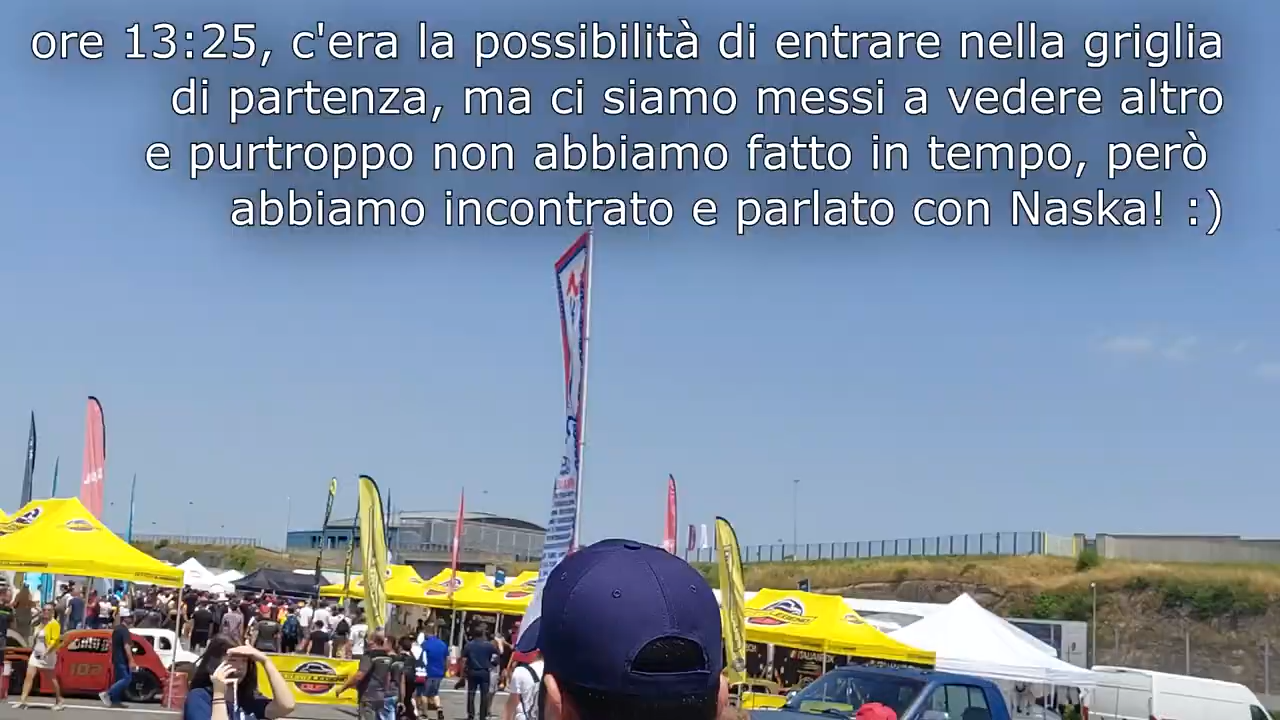 ore 13:25, c'era la possibilità di entrare nella griglia
di partenza, ma ci siamo messi a vedere altro
e purtroppo non abbiamo fatto in tempo, però
abbiamo incontrato e parlato con Naska! :)
102